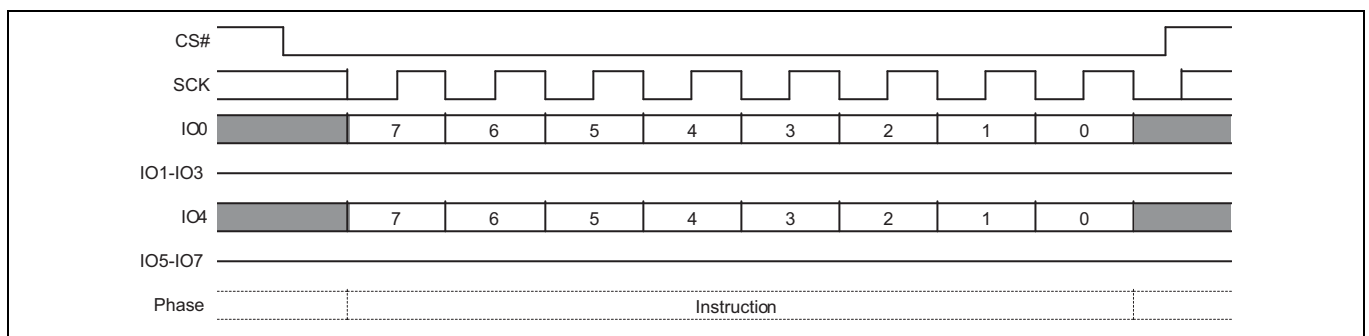 CS#
SCK
IO0 7 6 5 4 3 2 1 0
IO1-IO3
IO4 7 6 5 4 3 2 1 0
IO5-IO7
Phase Instruction